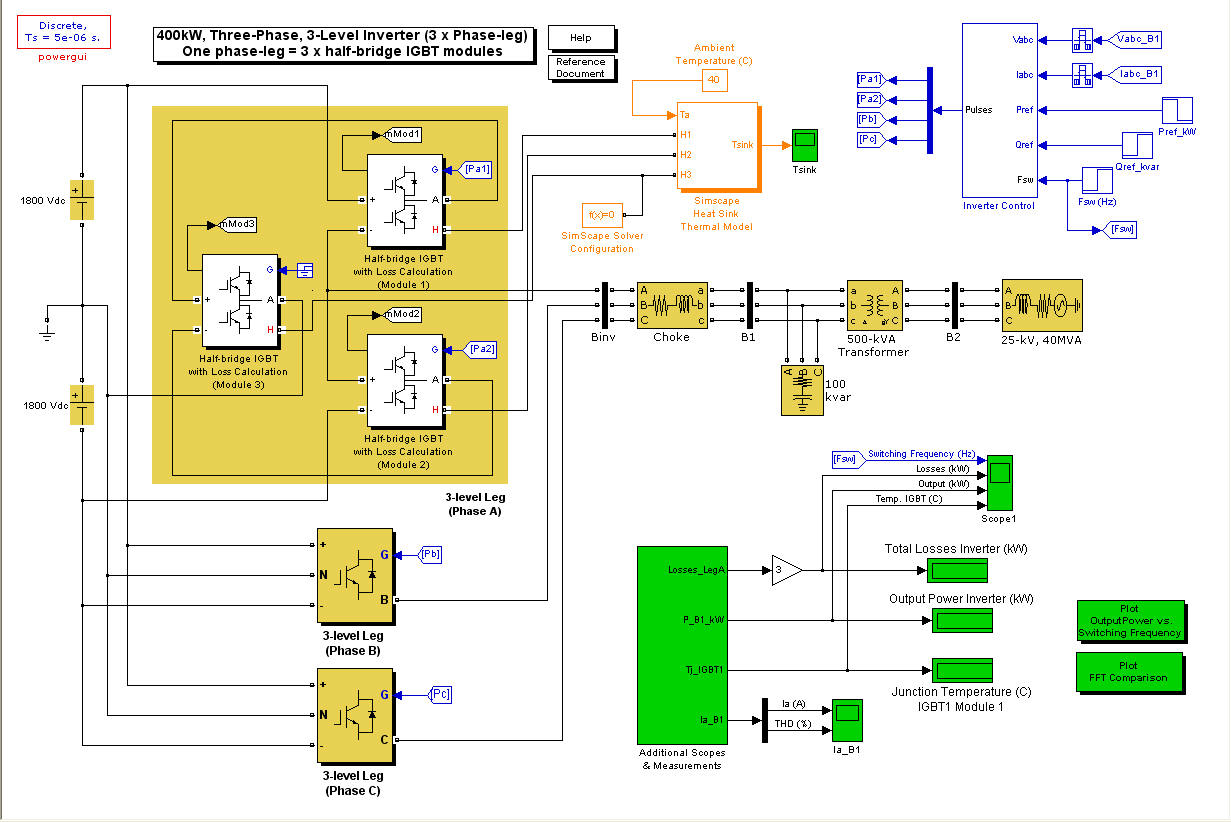 Discrete,
Ts = 5e-06 s.
powergui
400kW, Three-Phase, 3-Level Inverter (3 x Phase-leg)
One phase-leg = 3 x half-bridge IGBT modules
Help
Reference
Document
Ambient
Temperature (C)
40
Ta
H1
H2
H3
Tsink
Tsink
Simscape
Heat Sink
Thermal Model
f(x)=0
SimScape Solver
Configuration
[Pa1]
[Pa2]
[Pb]
[Pc]
Pulses
Vabc
Iabc
Pref
Qref
Fsw
Inverter Control
Vabc_B1
Iabc_B1
Pref_kW
Qref_kvar
Fsw (Hz)
[Fsw]
1800 Vdc
+
1800 Vdc
+
mMod1
[Pa1]
G
+
A
-
H
Half-bridge IGBT
with Loss Calculation
(Module 1)
mMod3
G
+
A
-
H
Half-bridge IGBT
with Loss Calculation
(Module 3)
mMod2
[Pa2]
G
+
A
-
H
Half-bridge IGBT
with Loss Calculation
(Module 2)
3-level Leg
(Phase A)
Binv
A
B
C
a
b
c
Choke
B1
A
B
C
100
kvar
a
b
c
A
B
C
500-kVA
Transformer
B2
A
B
C
25-kV, 40MVA
+
N
-
G
B
[Pb]
3-level Leg
(Phase B)
+
N
-
G
C
[Pc]
3-level Leg
(Phase C)
[Fsw]
Switching Frequency (Hz)
Losses (kW)
Output (kW)
Temp. IGBT (C)
Scope1
Losses_LegA
P_B1_kW
Tj_IGBT1
Ia_B1
Additional Scopes
& Measurements
3
Total Losses Inverter (kW)
Output Power Inverter (kW)
Junction Temperature (C)
IGBT1 Module 1
Ia (A)
THD (%)
Ia_B1
Plot
OutputPower vs.
Switching Frequency
Plot
FFT Comparison